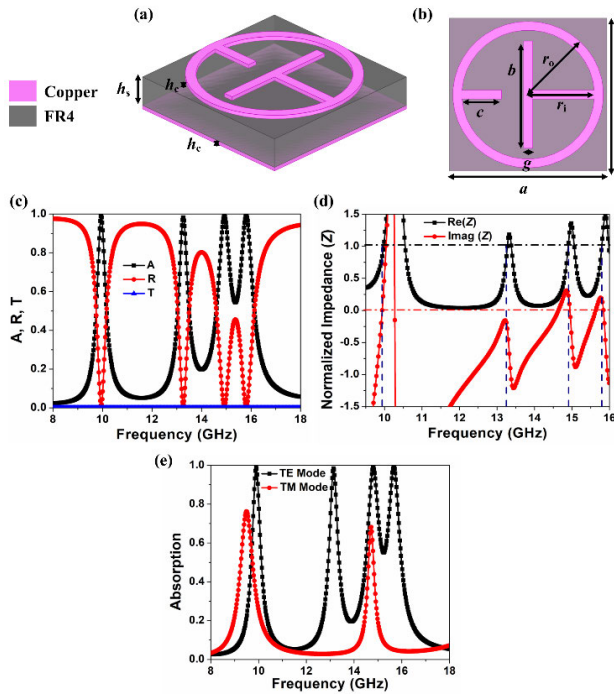 (a)
(b)
Copper
FR4
hs
hc
hc
b
c
ro
ri
g
a
(c)
A, R, T
1.0
0.8
0.6
0.4
0.2
0.0
A
R
T
8 10 12 14 16 18
Frequency (GHz)
(d)
Normalized Impedance (Z)
1.5
1.0
0.5
0.0
-0.5
-1.0
-1.5
Re(Z)
Imag (Z)
10 11 12 13 14 15 16
Frequency (GHz)
(e)
Absorption
1.0
0.8
0.6
0.4
0.2
0.0
TE Mode
TM Mode
8 10 12 14 16 18
Frequency (GHz)